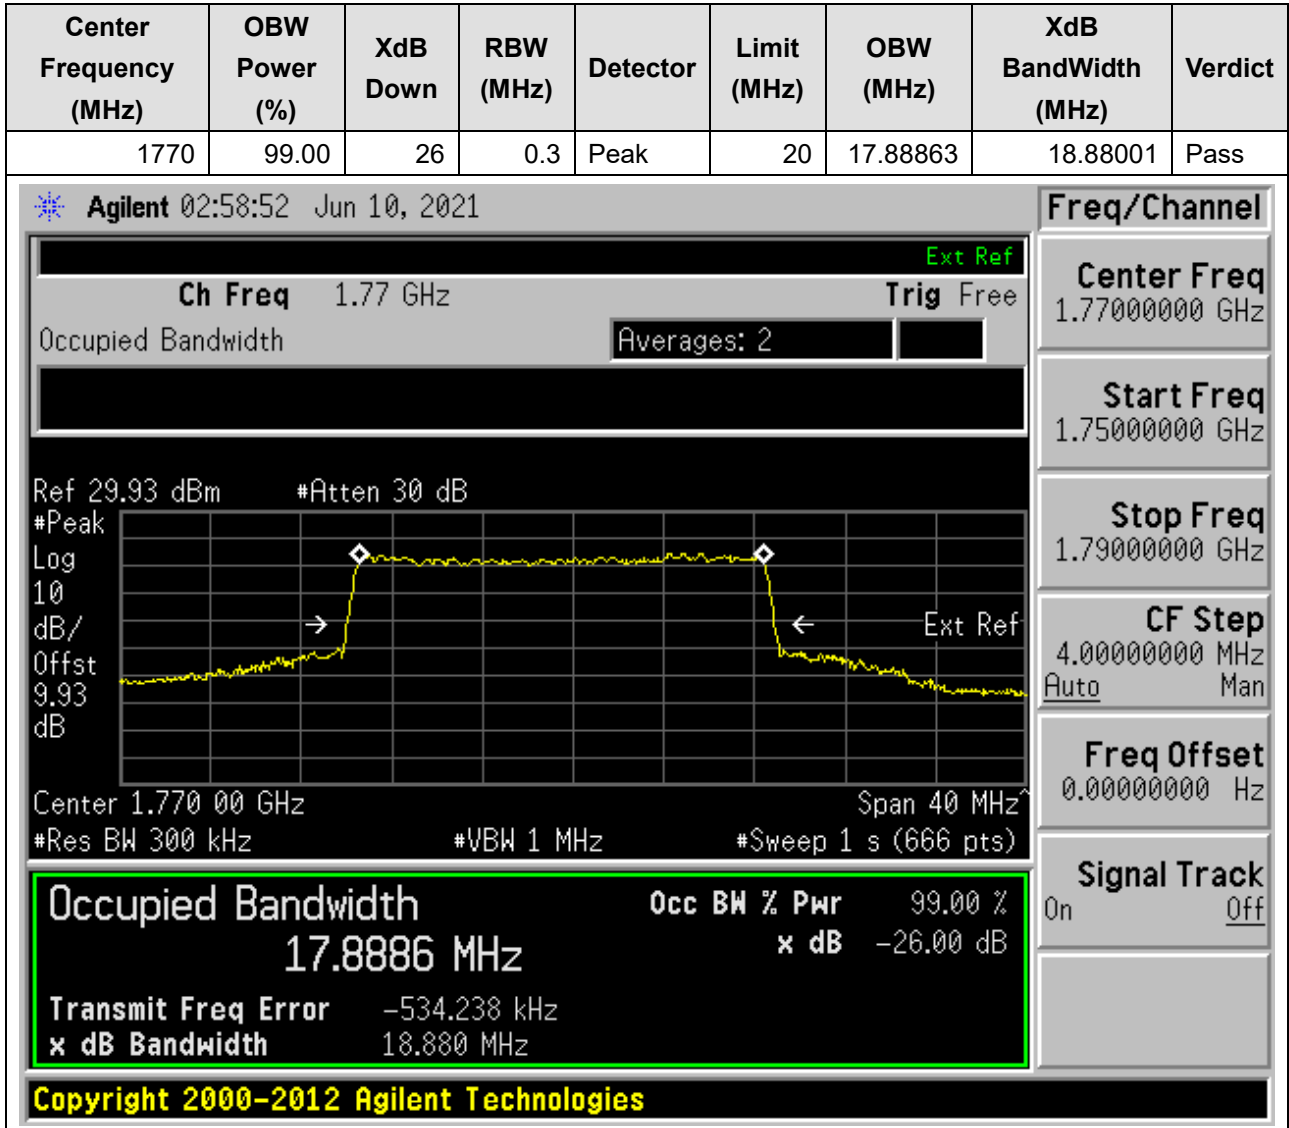 Center Frequency (MHz) OBW Power (%) XdB Down RBW (MHz) Detector Limit (MHz) OBW (MHz) XdB BandWidth (MHz) Verdict
1770 99.00 26 0.3 Peak 20 17.88863 18.88001 Pass
Agilent 02:58:52 Jun 10, 2021
Freq/Channel
Ext Ref
Ch Freq 1.77 GHz Trig Free
Occupied Bandwidth Averages: 2
Center Freq
1.77000000 GHz
Start Freq
1.75000000 GHz
Stop Freq
1.79000000 GHz
CF Step
4.00000000 MHz
Auto Man
Freq Offset
0.00000000 Hz
Signal Track
On Off
Ref 29.93 dBm #Atten 30 dB
#Peak
Log
10
dB/
Offst
9.93
dB
Ext Ref
Center 1.770 00 GHz Span 40 MHz^
#Res BW 300 kHz #VBW 1 MHz #Sweep 1 s (666 pts)
Occupied Bandwidth
17.8886 MHz
Occ BW % Pwr 99.00 %
x dB -26.00 dB
Transmit Freq Error -534.238 kHz
x dB Bandwidth 18.880 MHz
Copyright 2000-2012 Agilent Technologies